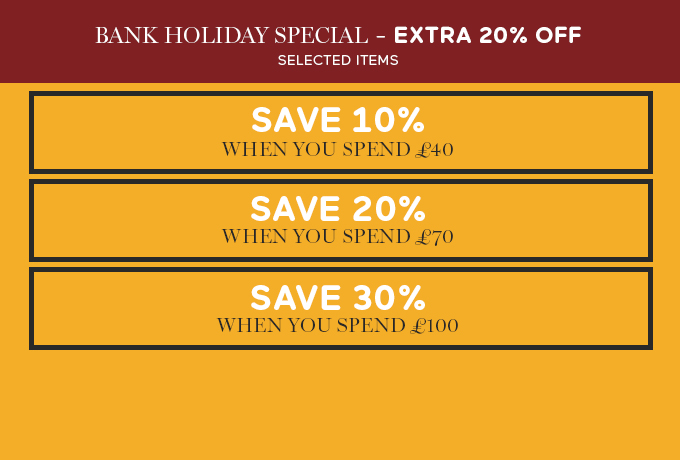 BANK HOLIDAY SPECIAL – EXTRA 20% OFF
SELECTED ITEMS
SAVE 10%
WHEN YOU SPEND £40
SAVE 20%
WHEN YOU SPEND £70
SAVE 30%
WHEN YOU SPEND £100